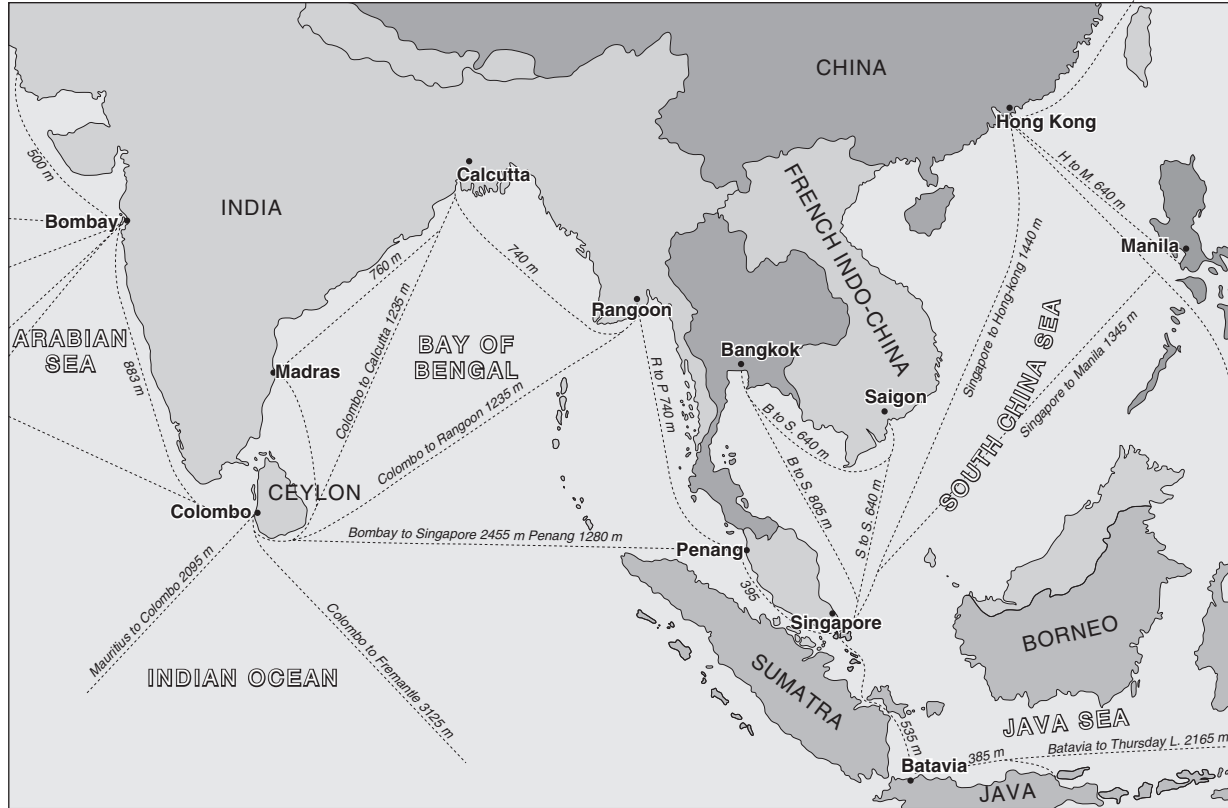 CHINA
Hong Kong
500 m
Calcutta
FRENCH INDO-CHINA
H to M. 640 m
INDIA
Bombay
Manila
760 m
740 m
Singapore to Hong-kong 1440 m
Rangoon
ARABIAN
SEA
Colombo to Calcutta 1235 m
BAY OF
BENGAL
Bangkok
883 m
Madras
R to P 740 m
Singapore to Manila 1345 m
SOUTH CHINA SEA
Saigon
B to S. 640 m
Colombo to Rangoon 1235 m
CEYLON
B to S. 805 m
Colombo
S to S. 640 m
Bombay to Singapore 2455 m Penang 1280 m
Penang
395
Mauritius to Colombo 2095 m
Colombo to Fremantle 3125 m
Singapore
BORNEO
INDIAN OCEAN
SUMATRA
JAVA SEA
535 m
Batavia to Thursday L. 2165 m
385 m
Batavia
JAVA